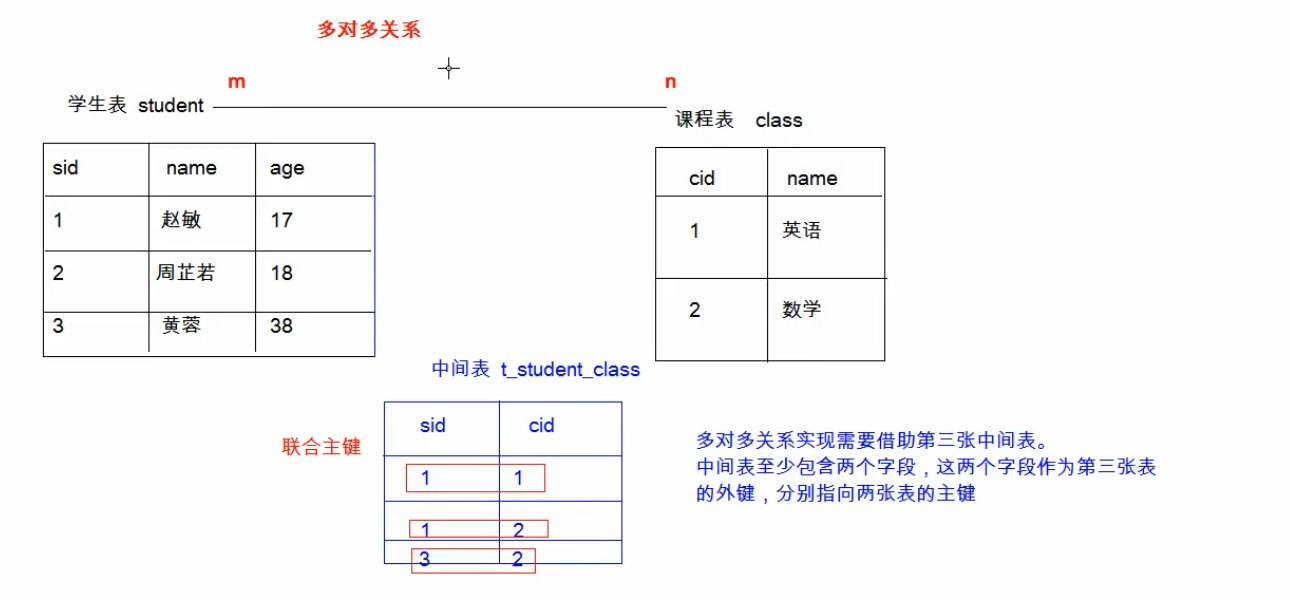 多对多关系
m n
学生表 student
课程表 class
sid name age
1 赵敏 17
2 周芷若 18
3 黄蓉 38
cid name
1 英语
2 数学
中间表 t_student_class
联合主键
sid cid
1 1
1 2
3 2
多对多关系实现需要借助第三张中间表。
中间表至少包含两个字段，这两个字段作为第三张表
的外键，分别指向两张表的主键